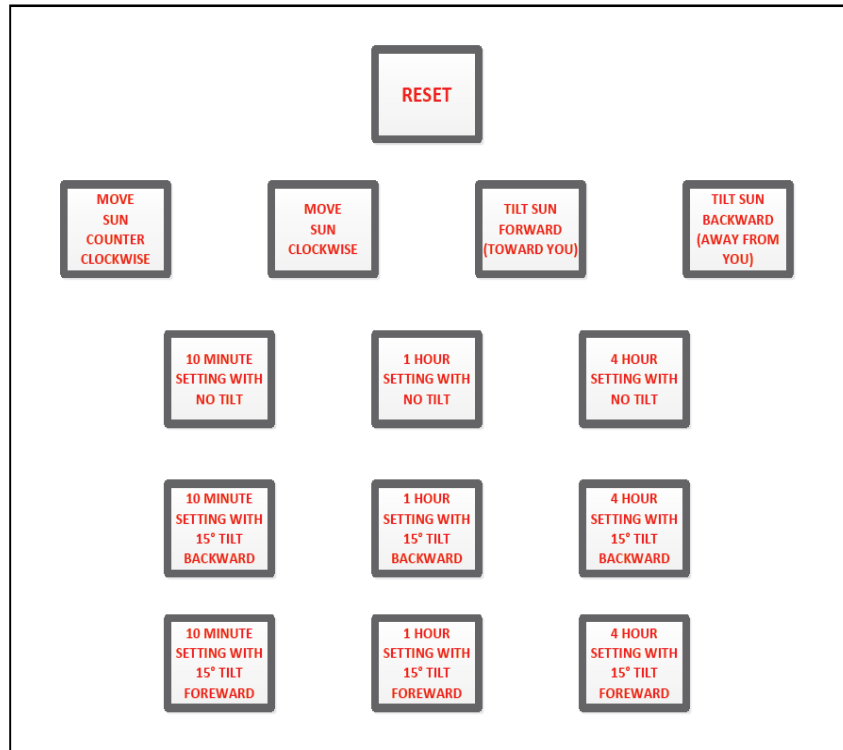 RESET
MOVE
SUN
COUNTER
CLOCKWISE
MOVE
SUN
CLOCKWISE
TILT SUN
FORWARD
(TOWARD YOU)
TILT SUN
BACKWARD
(AWAY FROM
YOU)
10 MINUTE
SETTING WITH
NO TILT
1 HOUR
SETTING WITH
NO TILT
4 HOUR
SETTING WITH
NO TILT
10 MINUTE
SETTING WITH
15° TILT
BACKWARD
1 HOUR
SETTING WITH
15° TILT
BACKWARD
4 HOUR
SETTING WITH
15° TILT
BACKWARD
10 MINUTE
SETTING WITH
15° TILT
FOREWARD
1 HOUR
SETTING WITH
15° TILT
FOREWARD
4 HOUR
SETTING WITH
15° TILT
FOREWARD